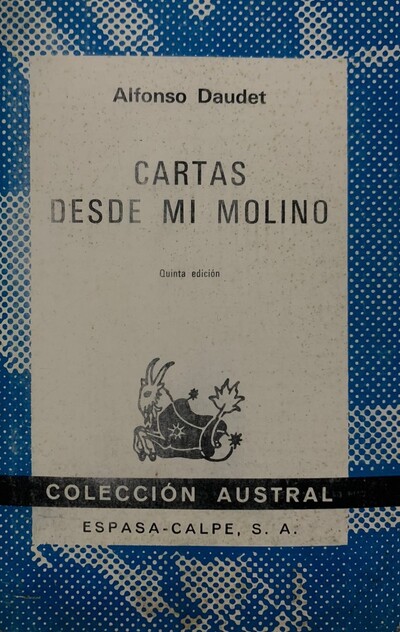 Alfonso Daudet
CARTAS
DESDE MI MOLINO
Quinta edición
COLECCIÓN AUSTRAL
ESPASA-CALPE, S. A.